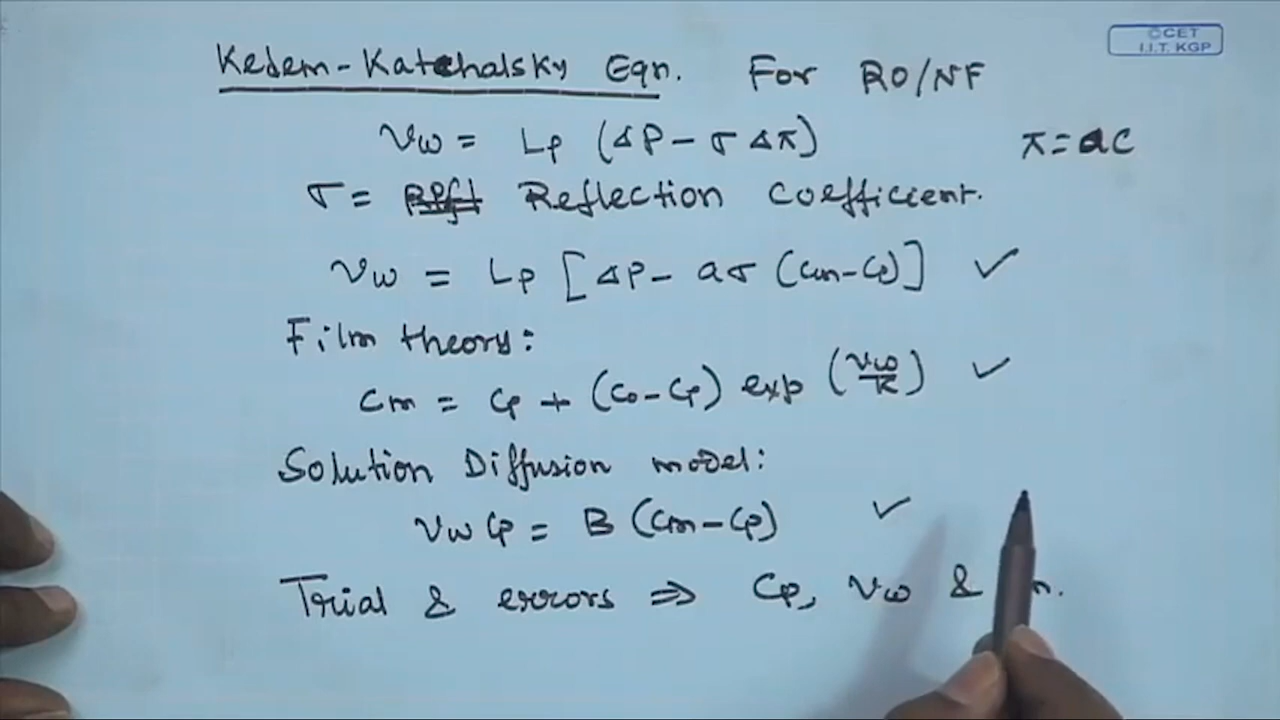 ©CET
I.I.T. KGP
Kedem-Katchalsky Eqn. For RO/NF
Vw = Lp (ΔP - σ Δπ) π = ac
σ = Reflection Coefficient.
Vw = Lp [ΔP - aσ (Cm-Cp)] ✓
Film theory:
Cm = Cp + (Co-Cp) exp (Vw/k) ✓
Solution Diffusion model:
Vw Cp = B (Cm-Cp) ✓
Trial & errors ⇒ Cp, Vw &